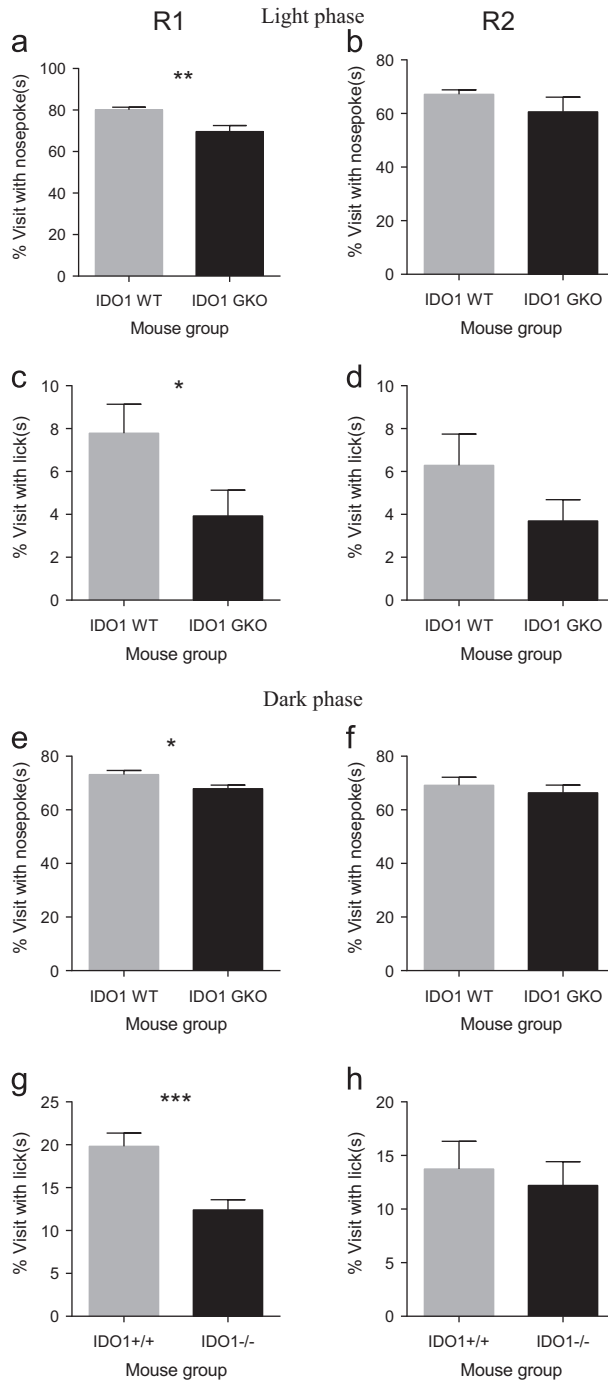 R1 Light phase R2
a
**
100
80
60
40
20
0
% Visit with nosepoke(s)
IDO1 WT IDO1 GKO
Mouse group
b
80
60
40
20
0
% Visit with nosepoke(s)
IDO1 WT IDO1 GKO
Mouse group
c
*
10
8
6
4
2
0
% Visit with lick(s)
IDO1 WT IDO1 GKO
Mouse group
d
10
8
6
4
2
0
% Visit with lick(s)
IDO1 WT IDO1 GKO
Mouse group
Dark phase
e
*
80
60
40
20
0
% Visit with nosepoke(s)
IDO1 WT IDO1 GKO
Mouse group
f
80
60
40
20
0
% Visit with nosepoke(s)
IDO1 WT IDO1 GKO
Mouse group
g
***
25
20
15
10
5
0
% Visit with lick(s)
IDO1+/+ IDO1-/-
Mouse group
h
20
15
10
5
0
% Visit with lick(s)
IDO1+/+ IDO1-/-
Mouse group